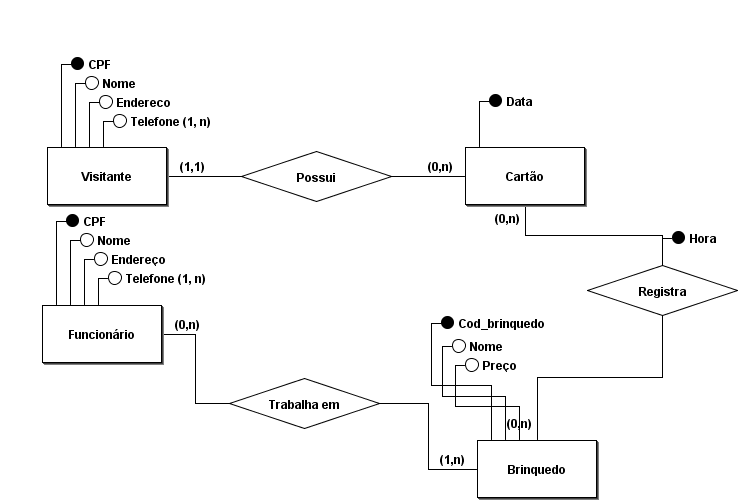 CPF
Nome
Endereco
Telefone (1, n)
Data
Visitante
(1,1)
Possui
(0,n)
Cartão
(0,n)
CPF
Nome
Endereço
Telefone (1, n)
Hora
Registra
Funcionário
(0,n)
Cod_brinquedo
Nome
Preço
Trabalha em
(0,n)
(1,n)
Brinquedo